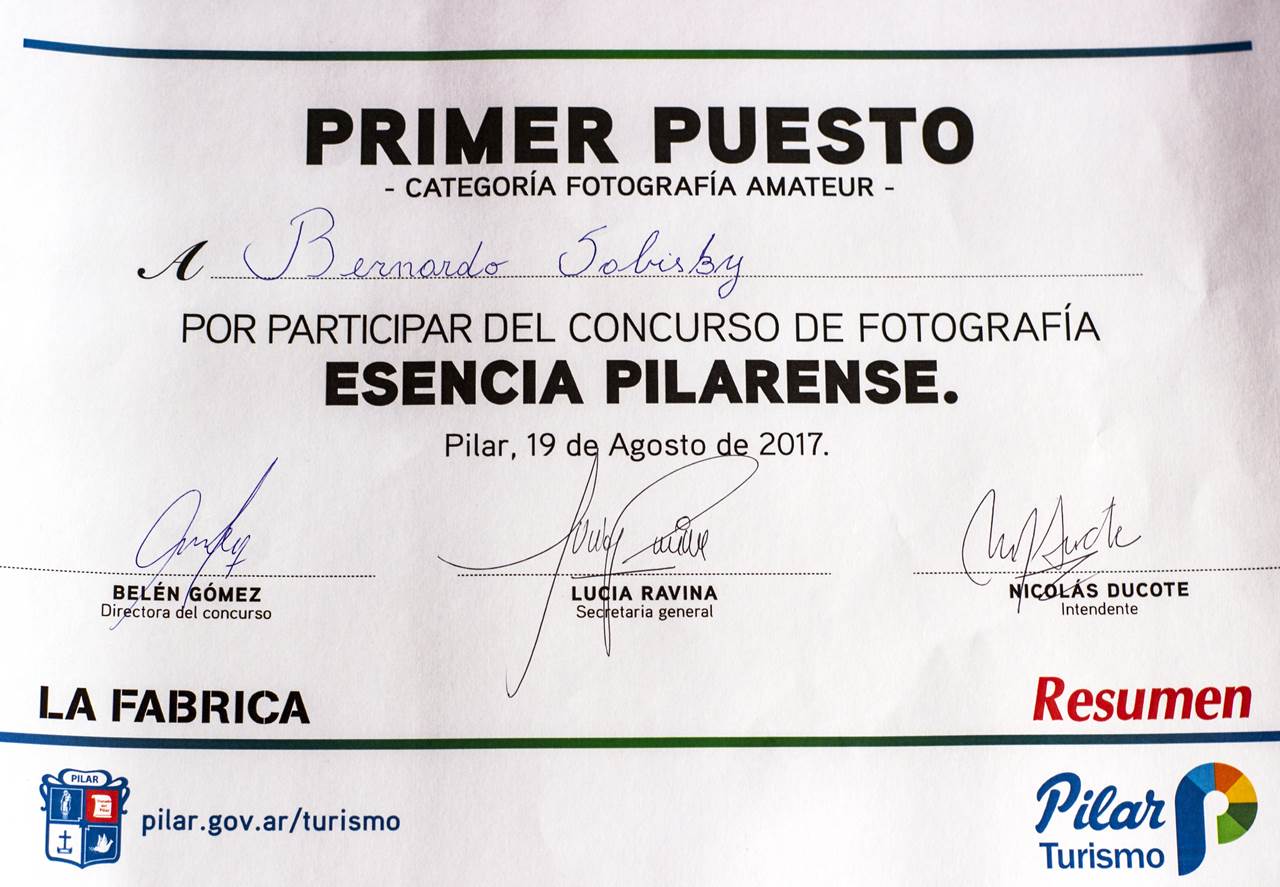 PRIMER PUESTO
- CATEGORÍA FOTOGRAFÍA AMATEUR -
A Bernardo Sobisky
POR PARTICIPAR DEL CONCURSO DE FOTOGRAFÍA
ESENCIA PILARENSE.
Pilar, 19 de Agosto de 2017.
BELÉN GÓMEZ
Directora del concurso
LUCIA RAVINA
Secretaria general
NICOLÁS DUCOTE
Intendente
LA FABRICA
Resumen
PILAR
pilar.gov.ar/turismo
Pilar
Turismo